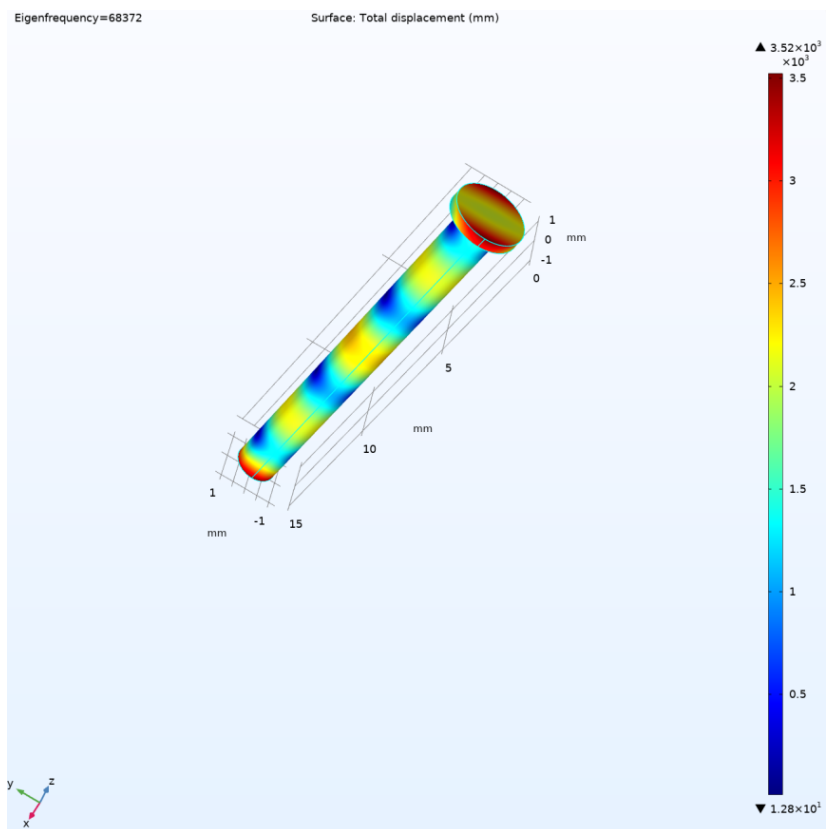 Eigenfrequency=68372 Surface: Total displacement (mm)
▲ 3.52×10³
×10³
3.5
3
2.5
2
1.5
1
0.5
▼ 1.28×10¹
1
0
-1
mm
0
5
10
15
mm
1
-1
mm
y
z
x